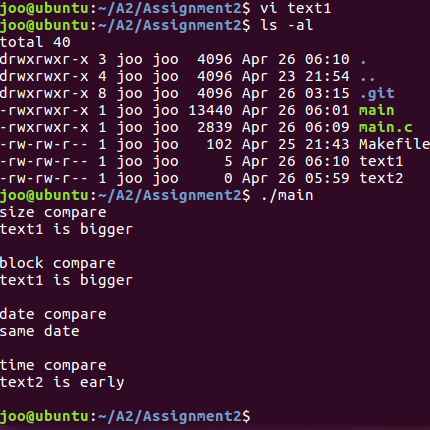 joo@ubuntu:~/A2/Assignment2$ vi text1
joo@ubuntu:~/A2/Assignment2$ ls -al
total 40
drwxrwxr-x 3 joo joo  4096 Apr 26 06:10 .
drwxrwxr-x 4 joo joo  4096 Apr 23 21:54 ..
drwxrwxr-x 8 joo joo  4096 Apr 26 03:15 .git
-rwxrwxr-x 1 joo joo 13440 Apr 26 06:01 main
-rwxrwxr-x 1 joo joo  2839 Apr 26 06:09 main.c
-rw-rw-r-- 1 joo joo   102 Apr 25 21:43 Makefile
-rw-rw-r-- 1 joo joo     5 Apr 26 06:10 text1
-rw-rw-r-- 1 joo joo     0 Apr 26 05:59 text2
joo@ubuntu:~/A2/Assignment2$ ./main
size compare
text1 is bigger
block compare
text1 is bigger
date compare
same date
time compare
text2 is early
joo@ubuntu:~/A2/Assignment2$